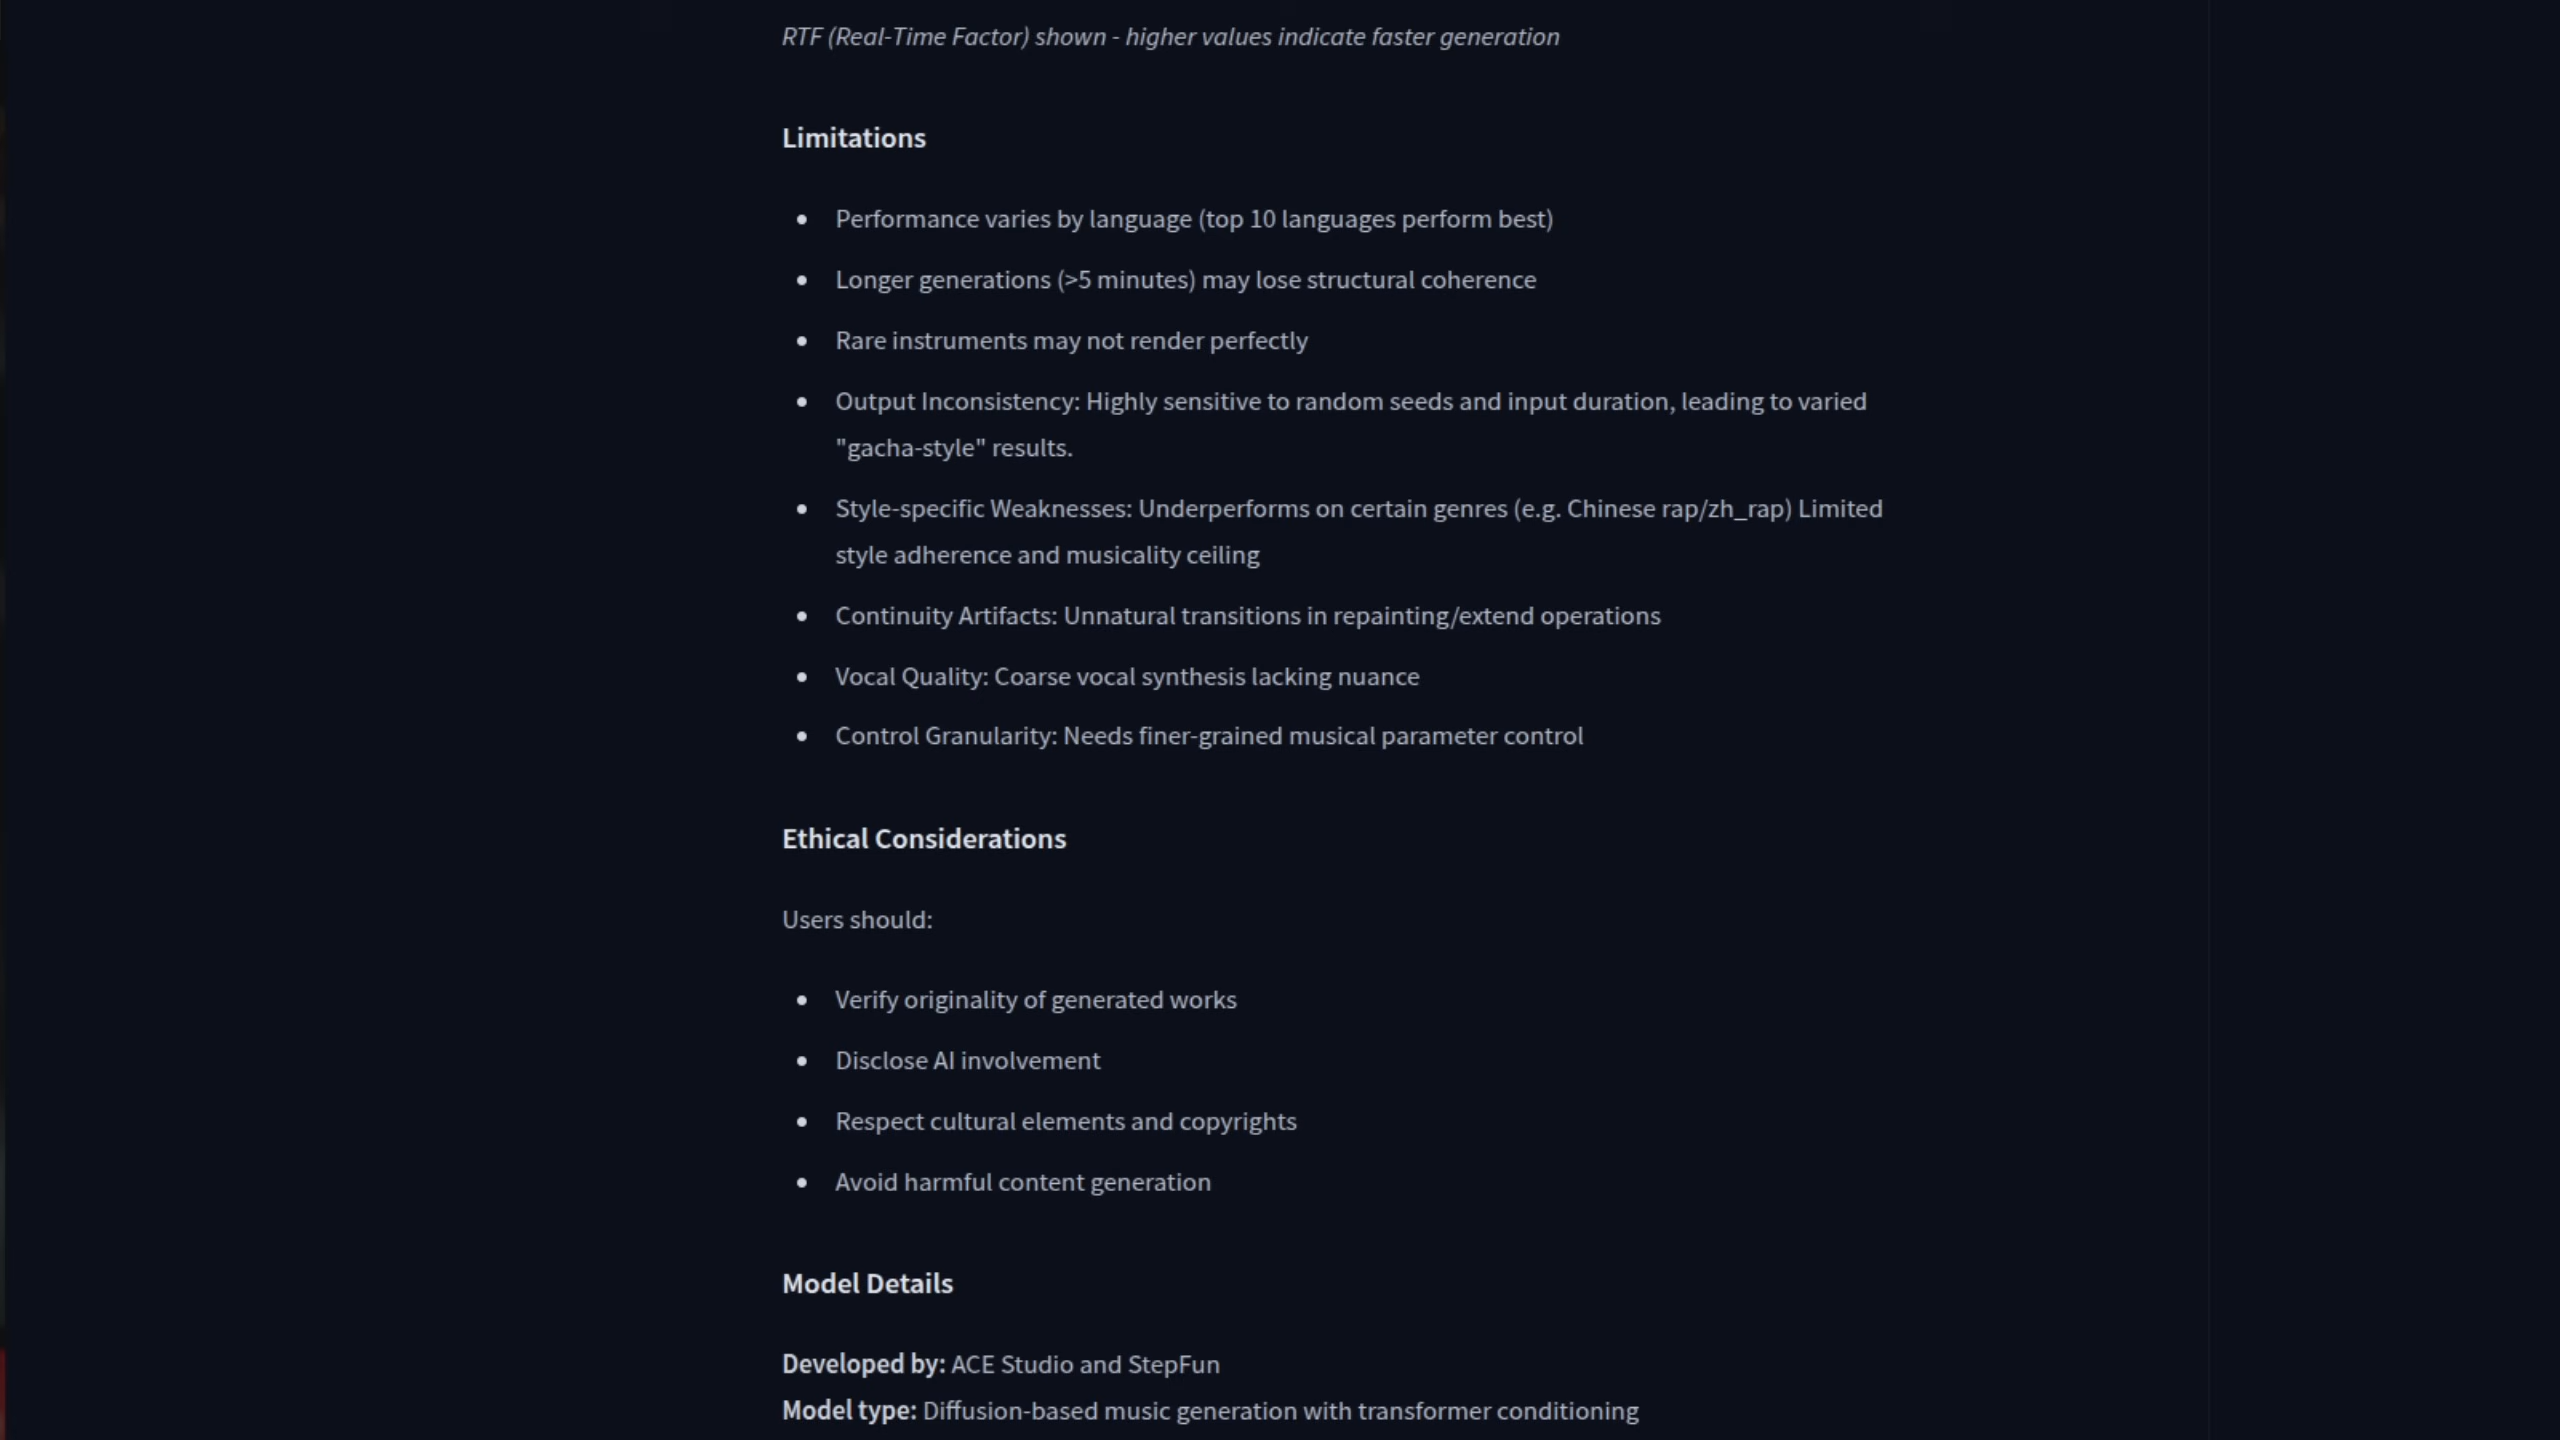 RTF (Real-Time Factor) shown - higher values indicate faster generation
Limitations
Performance varies by language (top 10 languages perform best)
Longer generations (>5 minutes) may lose structural coherence
Rare instruments may not render perfectly
Output Inconsistency: Highly sensitive to random seeds and input duration, leading to varied
"gacha-style" results.
Style-specific Weaknesses: Underperforms on certain genres (e.g. Chinese rap/zh_rap) Limited
style adherence and musicality ceiling
Continuity Artifacts: Unnatural transitions in repainting/extend operations
Vocal Quality: Coarse vocal synthesis lacking nuance
Control Granularity: Needs finer-grained musical parameter control
Ethical Considerations
Users should:
Verify originality of generated works
Disclose AI involvement
Respect cultural elements and copyrights
Avoid harmful content generation
Model Details
Developed by: ACE Studio and StepFun
Model type: Diffusion-based music generation with transformer conditioning